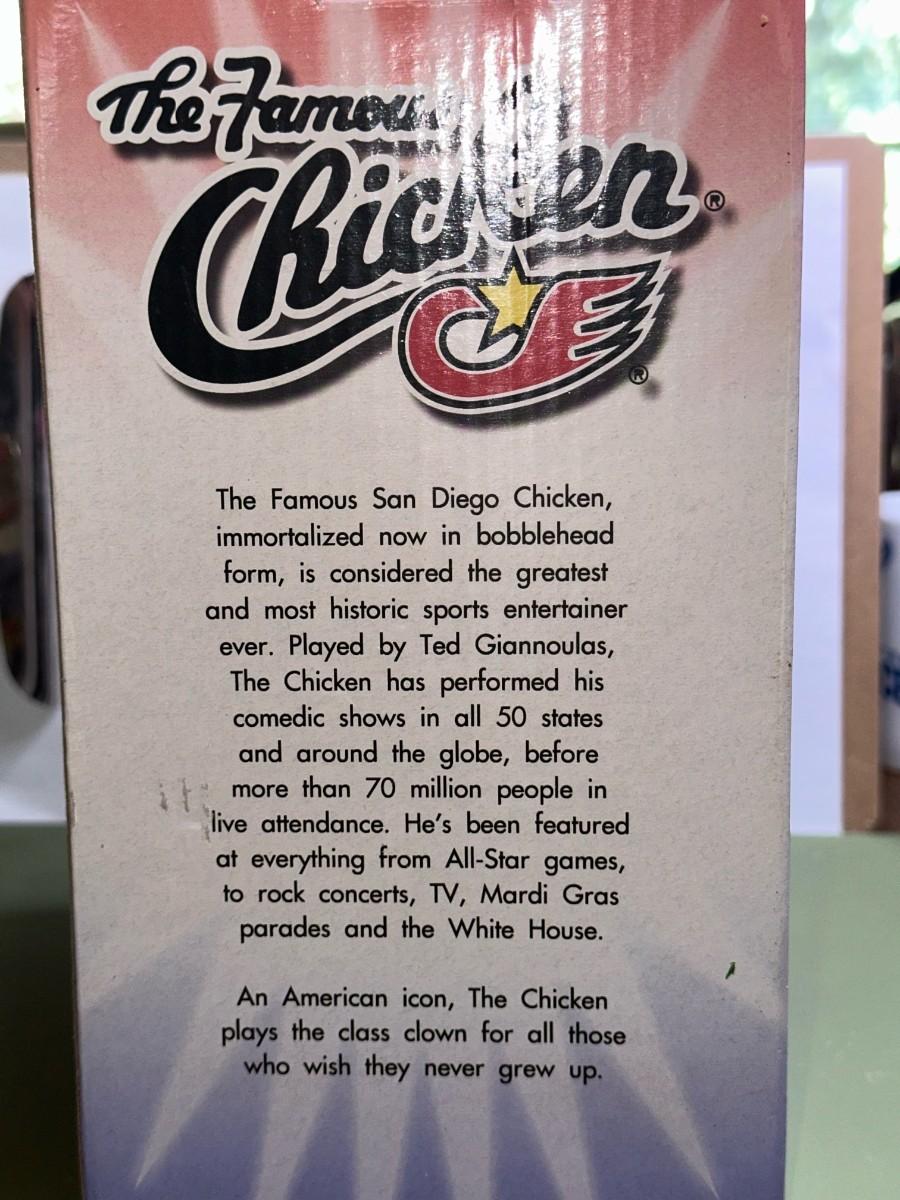 The Famous
Chicken®
®
The Famous San Diego Chicken,
immortalized now in bobblehead
form, is considered the greatest
and most historic sports entertainer
ever. Played by Ted Giannoulas,
The Chicken has performed his
comedic shows in all 50 states
and around the globe, before
more than 70 million people in
live attendance. He's been featured
at everything from All-Star games,
to rock concerts, TV, Mardi Gras
parades and the White House.
An American icon, The Chicken
plays the class clown for all those
who wish they never grew up.